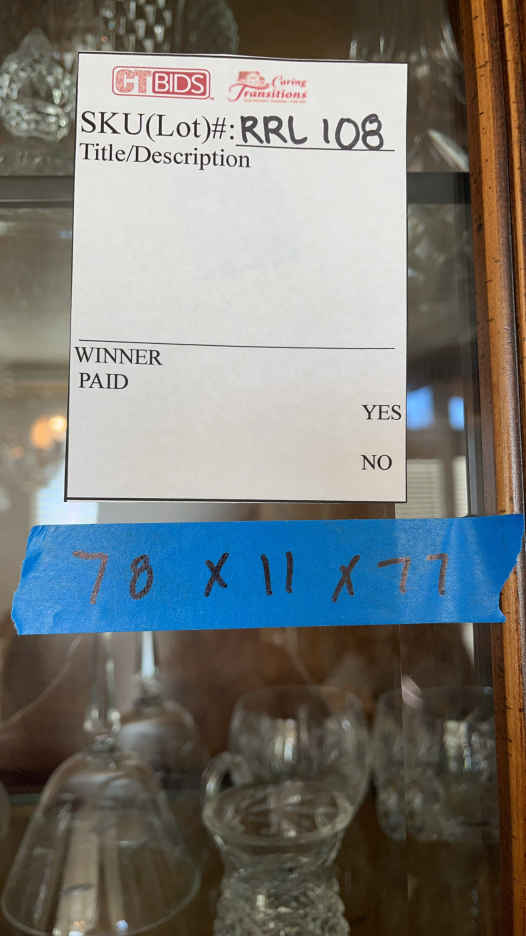 CTBIDS Caring Transitions
SKU(Lot)#: RRL 108
Title/Description
WINNER
PAID
YES
NO
78 x 11 x 77